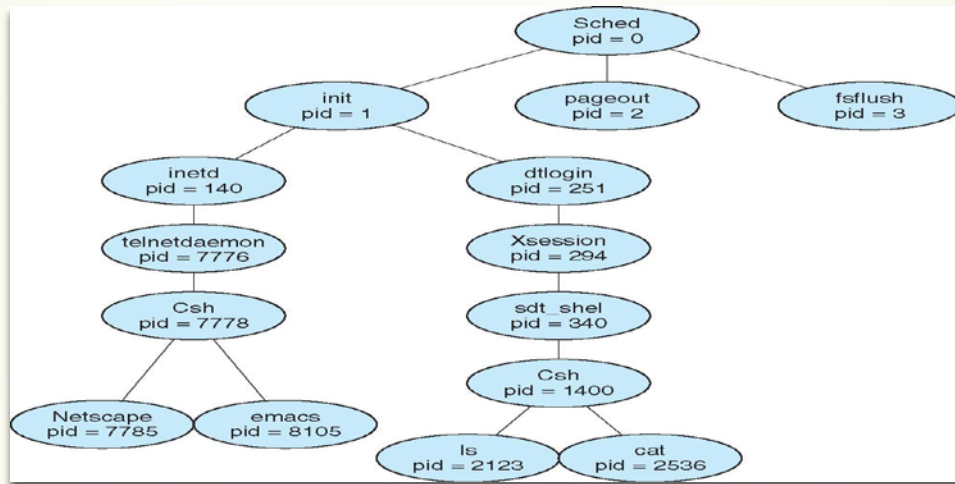 Sched
pid = 0
init
pid = 1
pageout
pid = 2
fsflush
pid = 3
inetd
pid = 140
dtlogin
pid = 251
telnetdaemon
pid = 7776
Xsession
pid = 294
Csh
pid = 7778
sdt_shel
pid = 340
Csh
pid = 1400
Netscape
pid = 7785
emacs
pid = 8105
ls
pid = 2123
cat
pid = 2536